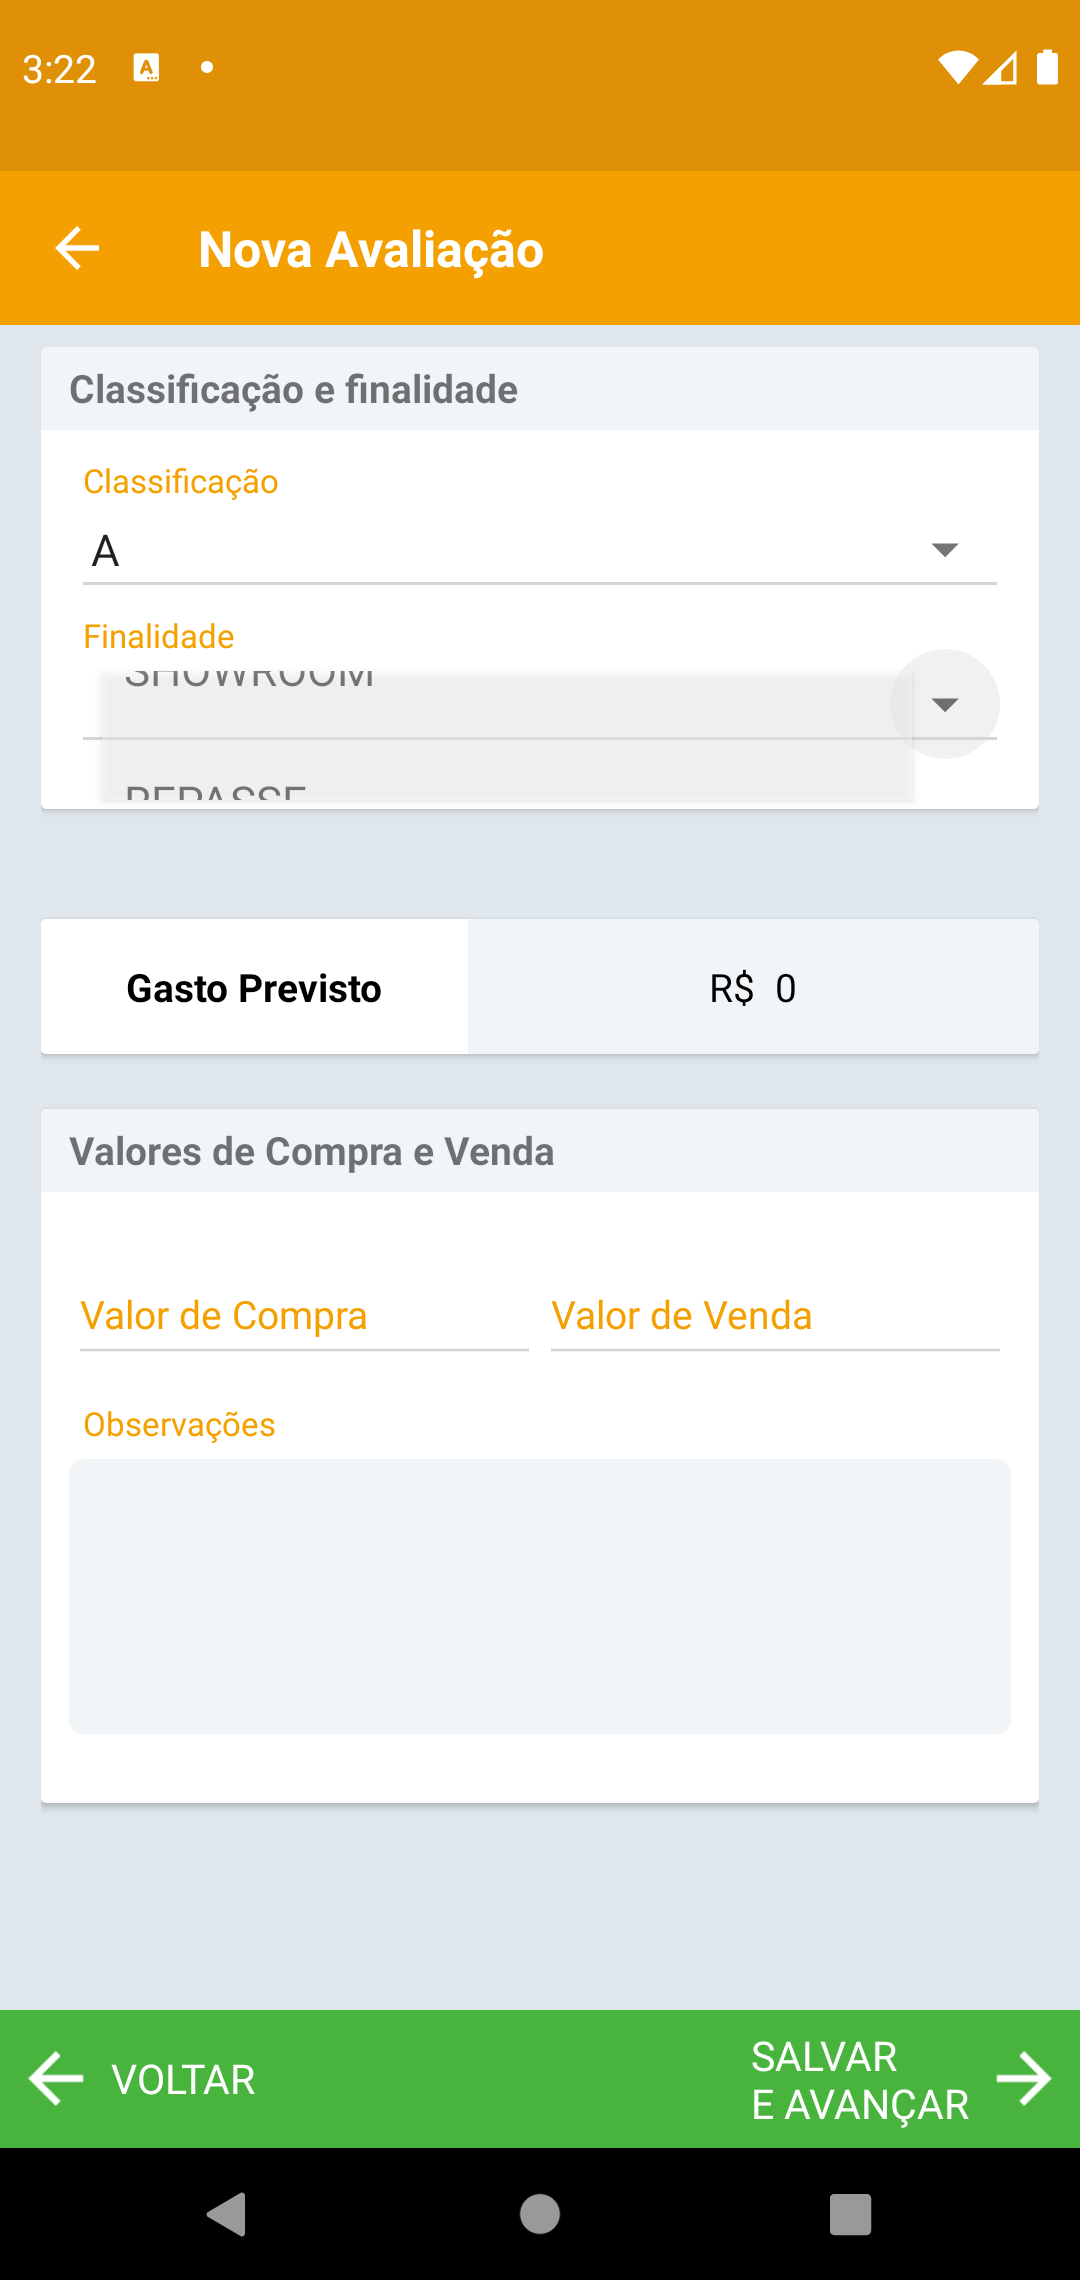 3:22
Nova Avaliação
Classificação e finalidade
Classificação
A
Finalidade
SHOWROOM
REPASSE
Gasto Previsto
R$ 0
Valores de Compra e Venda
Valor de Compra
Valor de Venda
Observações
VOLTAR
SALVAR
E AVANÇAR